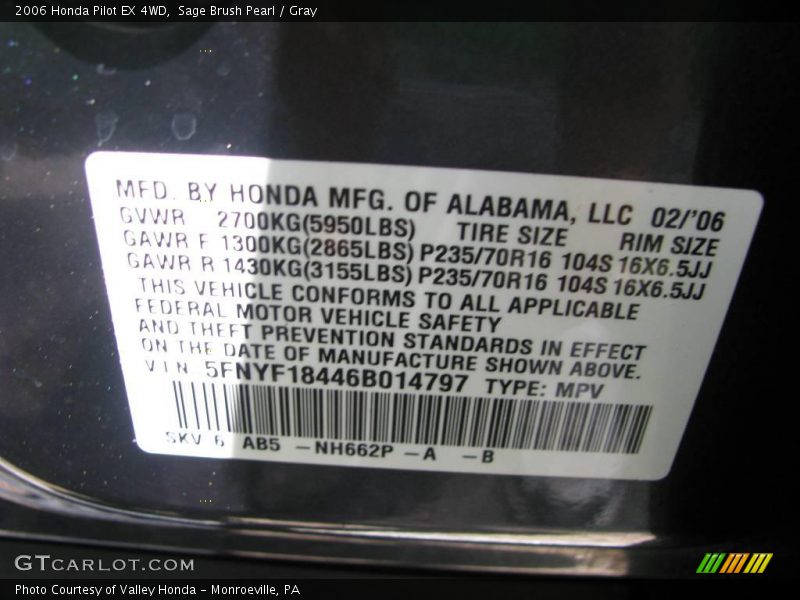 2006 Honda Pilot EX 4WD,  Sage Brush Pearl / Gray
MFD. BY HONDA MFG. OF ALABAMA, LLC 02/'06
GVWR 2700KG(5950LBS) TIRE SIZE RIM SIZE
GAWR F 1300KG(2865LBS) P235/70R16 104S 16X6.5JJ
GAWR R 1430KG(3155LBS) P235/70R16 104S 16X6.5JJ
THIS VEHICLE CONFORMS TO ALL APPLICABLE
FEDERAL MOTOR VEHICLE SAFETY
AND THEFT PREVENTION STANDARDS IN EFFECT
ON THE DATE OF MANUFACTURE SHOWN ABOVE.
VIN 5FNYF18446B014797 TYPE: MPV
SKV 6 AB5 -NH662P -A -B
GTCARLOT.COM
Photo Courtesy of Valley Honda - Monroeville, PA